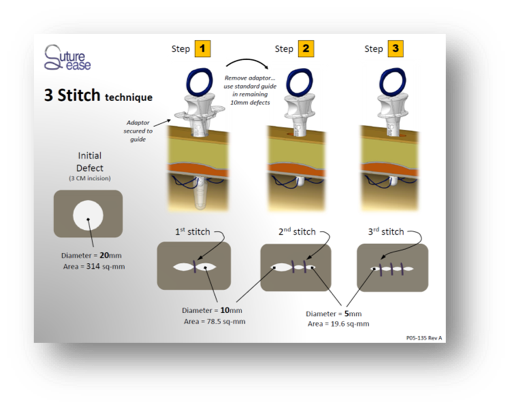 Suture
ease
3 Stitch technique
Step 1
Step 2
Step 3
Remove adaptor...
use standard guide
in remaining
10mm defects
Adaptor
secured to
guide
Initial
Defect
(3 CM incision)
Diameter = 20mm
Area = 314 sq-mm
1st stitch
2nd stitch
3rd stitch
Diameter = 10mm
Area = 78.5 sq-mm
Diameter = 5mm
Area = 19.6 sq-mm
P05-135 Rev A